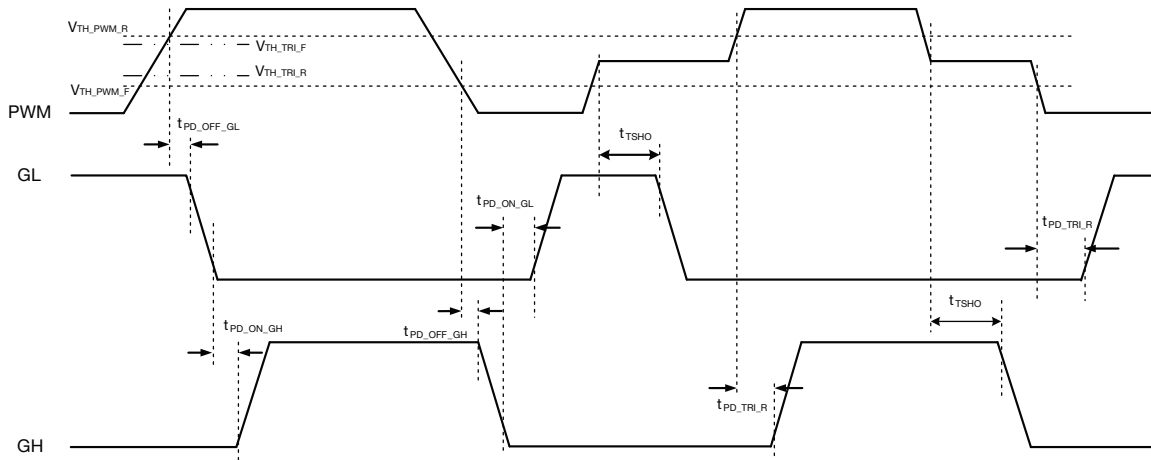 VTH_PWM_R
VTH_TRI_F
VTH_TRI_R
VTH_PWM_F
PWM
tPD_OFF_GL
tTSHO
GL
tPD_ON_GL
tPD_TRI_R
tTSHO
tPD_ON_GH
tPD_OFF_GH
tPD_TRI_R
GH